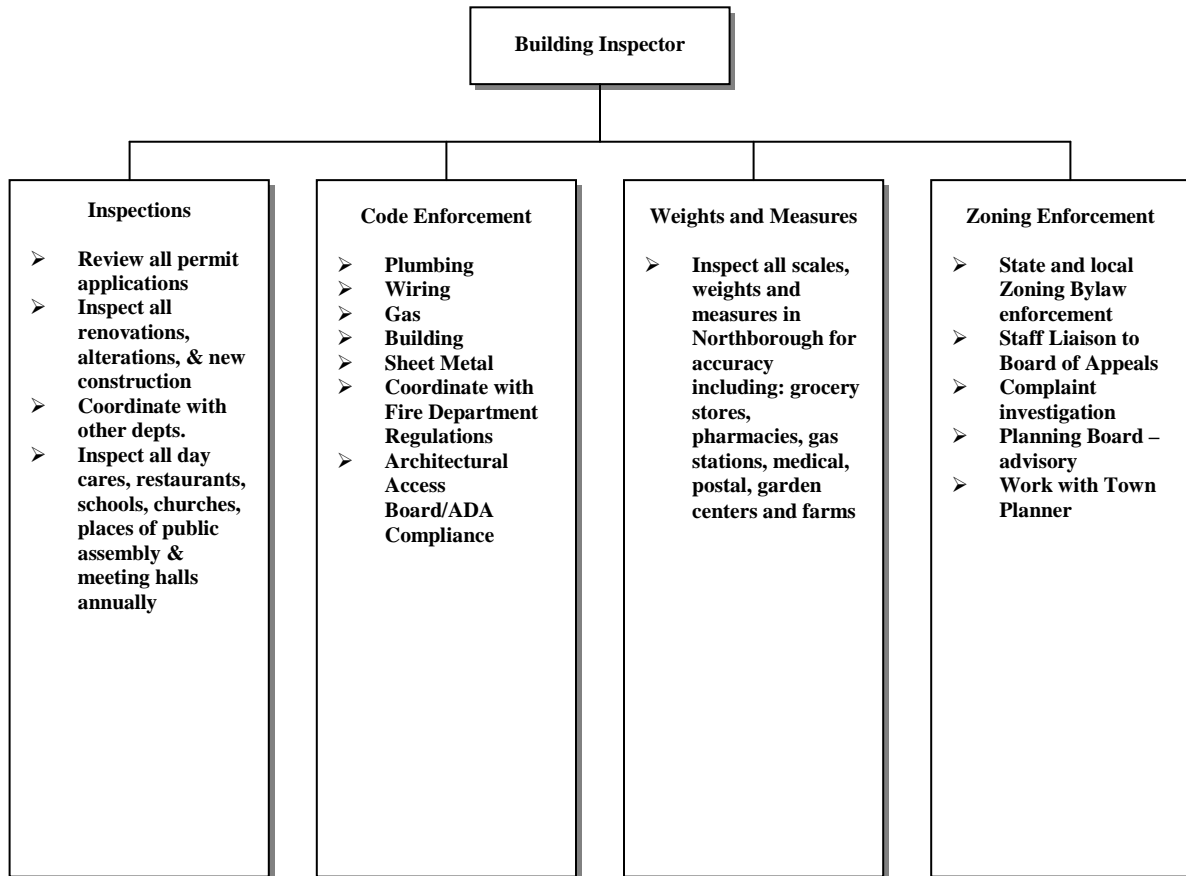 Building Inspector
Inspections
➢ Review all permit
applications
➢ Inspect all
renovations,
alterations, & new
construction
➢ Coordinate with
other depts.
➢ Inspect all day
cares, restaurants,
schools, churches,
places of public
assembly &
meeting halls
annually
Code Enforcement
➢ Plumbing
➢ Wiring
➢ Gas
➢ Building
➢ Sheet Metal
➢ Coordinate with
Fire Department
Regulations
➢ Architectural
Access
Board/ADA
Compliance
Weights and Measures
➢ Inspect all scales,
weights and
measures in
Northborough for
accuracy
including: grocery
stores,
pharmacies, gas
stations, medical,
postal, garden
centers and farms
Zoning Enforcement
➢ State and local
Zoning Bylaw
enforcement
➢ Staff Liaison to
Board of Appeals
➢ Complaint
investigation
➢ Planning Board –
advisory
➢ Work with Town
Planner